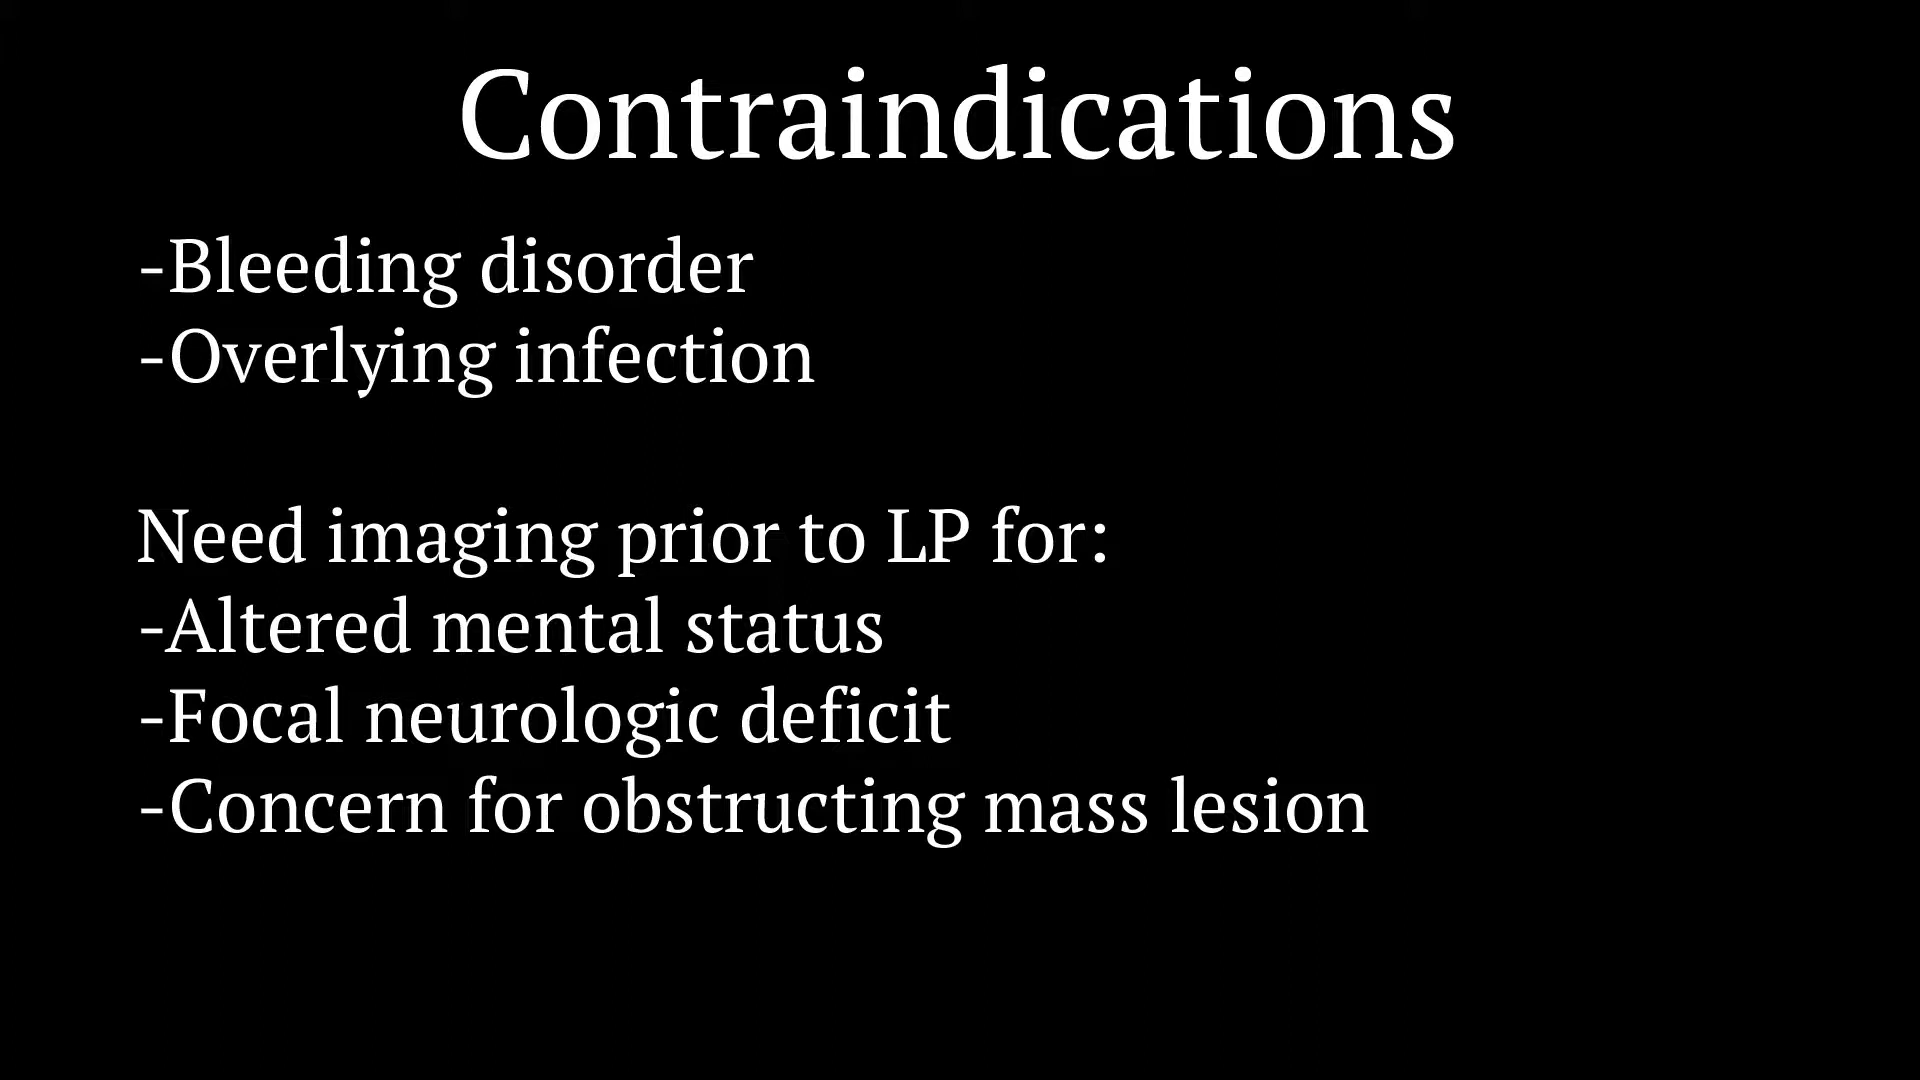 Contraindications
-Bleeding disorder
-Overlying infection
Need imaging prior to LP for:
-Altered mental status
-Focal neurologic deficit
-Concern for obstructing mass lesion